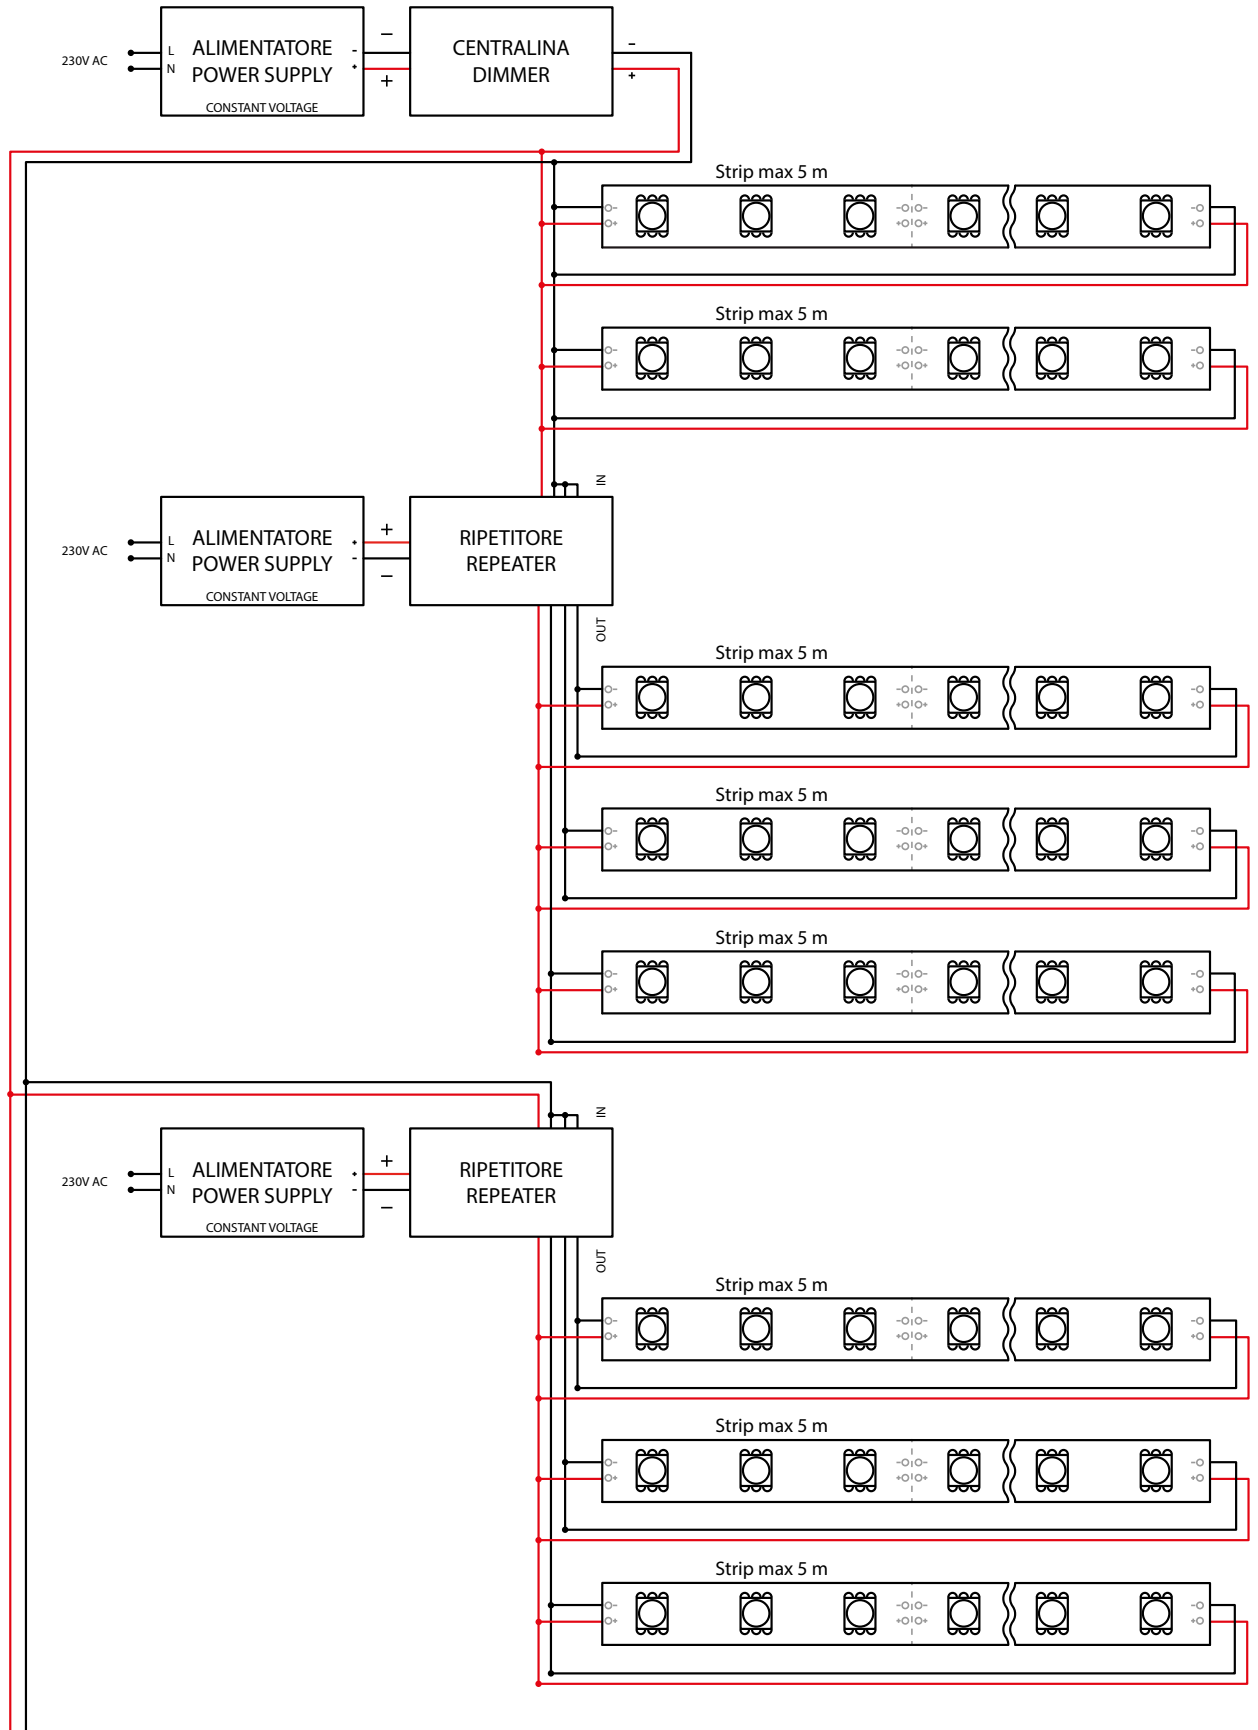 230V AC
L
N
ALIMENTATORE
POWER SUPPLY
CONSTANT VOLTAGE
-
+
−
+
CENTRALINA
DIMMER
-
+
Strip max 5 m
-
+
- -
+ +
-
+
Strip max 5 m
-
+
- -
+ +
-
+
IN
230V AC
L
N
ALIMENTATORE
POWER SUPPLY
CONSTANT VOLTAGE
+
-
+
−
RIPETITORE
REPEATER
OUT
Strip max 5 m
-
+
- -
+ +
-
+
Strip max 5 m
-
+
- -
+ +
-
+
Strip max 5 m
-
+
- -
+ +
-
+
IN
230V AC
L
N
ALIMENTATORE
POWER SUPPLY
CONSTANT VOLTAGE
+
-
+
−
RIPETITORE
REPEATER
OUT
Strip max 5 m
-
+
- -
+ +
-
+
Strip max 5 m
-
+
- -
+ +
-
+
Strip max 5 m
-
+
- -
+ +
-
+